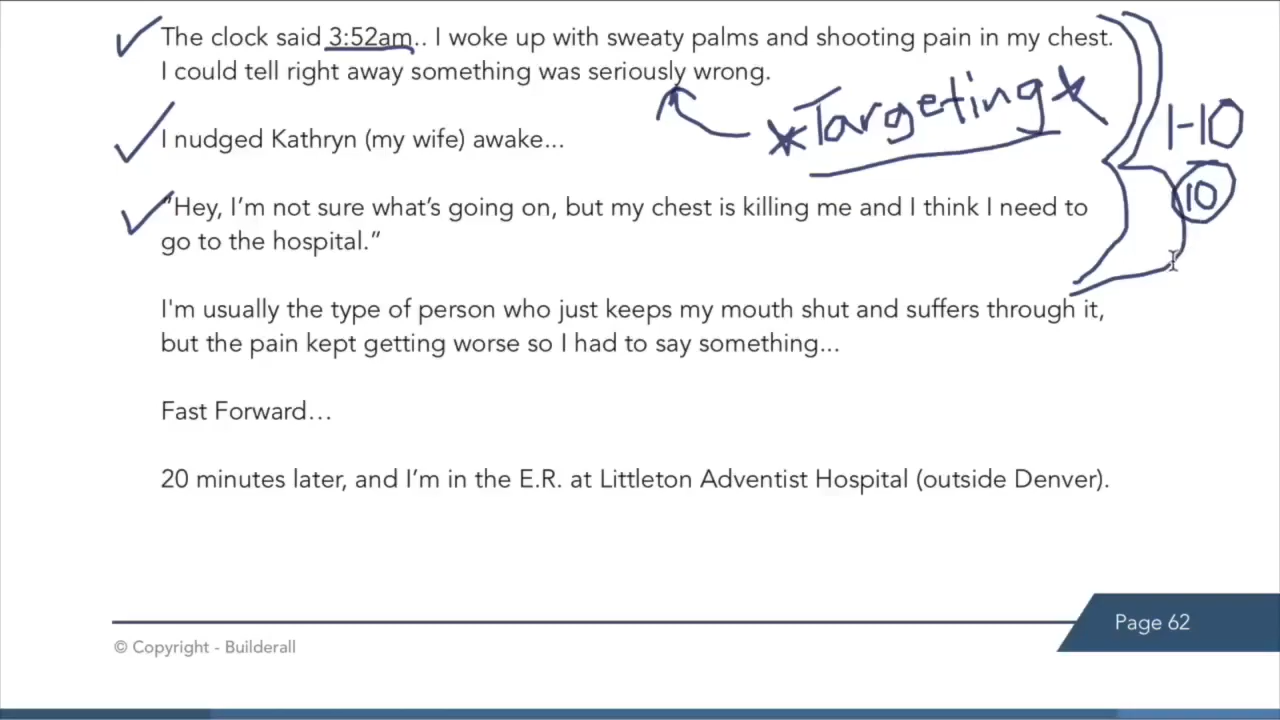 The clock said 3:52am.. I woke up with sweaty palms and shooting pain in my chest.
I could tell right away something was seriously wrong.
*Targeting*
1-10
10
I nudged Kathryn (my wife) awake...
"Hey, I'm not sure what's going on, but my chest is killing me and I think I need to
go to the hospital."
I'm usually the type of person who just keeps my mouth shut and suffers through it,
but the pain kept getting worse so I had to say something...
Fast Forward...
20 minutes later, and I'm in the E.R. at Littleton Adventist Hospital (outside Denver).
Page 62
© Copyright - Builderall